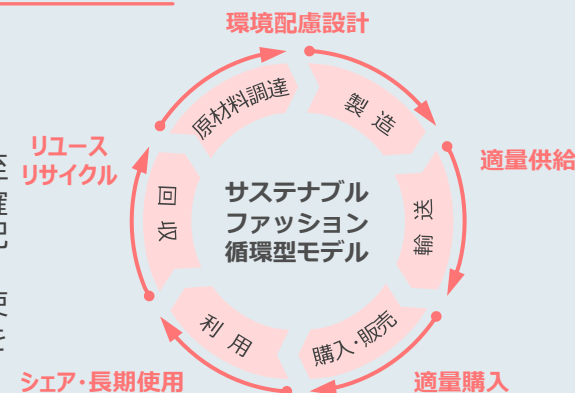 環境配慮設計
原材料調達
製造
リユース
リサイクル
適量供給
回収
サステナブル
ファッション
循環型モデル
輸送
利用
購入・販売
シェア・長期使用
適量購入